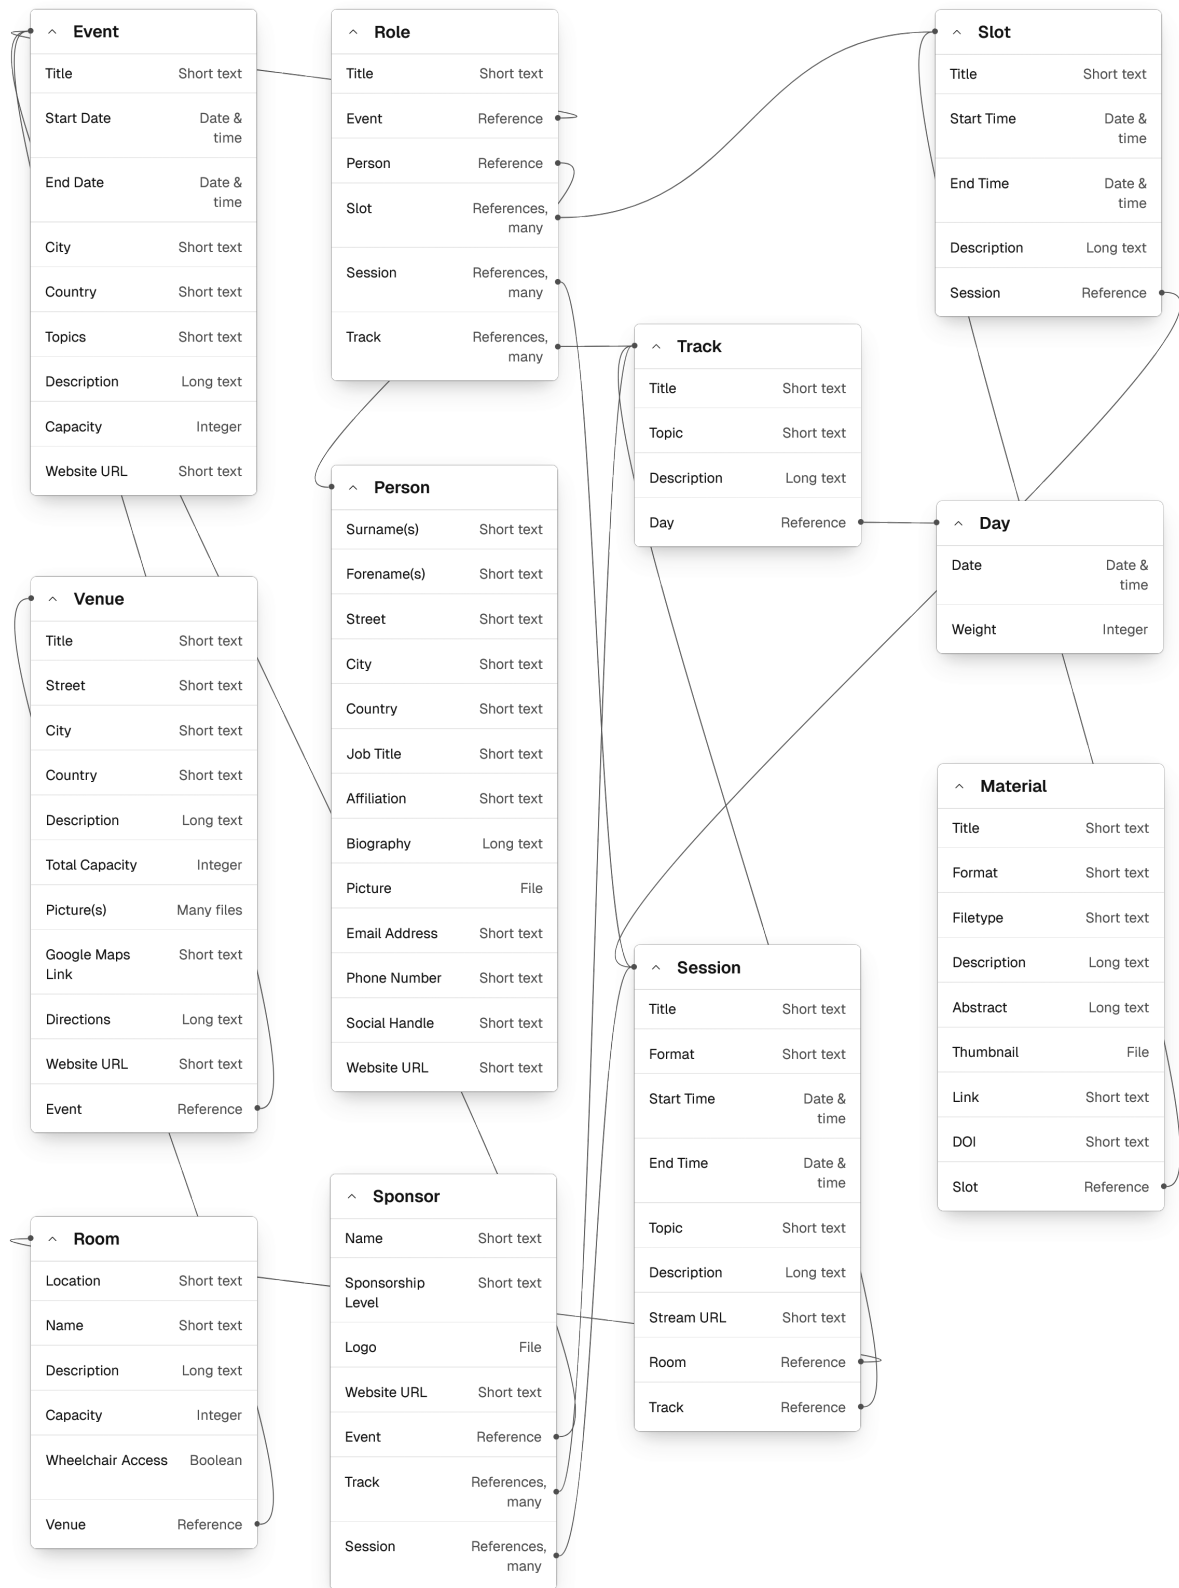 Event
Title Short text
Start Date Date &
time
End Date Date &
time
City Short text
Country Short text
Topics Short text
Description Long text
Capacity Integer
Website URL Short text
Venue
Title Short text
Street Short text
City Short text
Country Short text
Description Long text
Total Capacity Integer
Picture(s) Many files
Google Maps Short text
Link
Directions Long text
Website URL Short text
Event Reference
Room
Location Short text
Name Short text
Description Long text
Capacity Integer
Wheelchair Access Boolean
Venue Reference
Role
Title Short text
Event Reference
Person Reference
Slot References,
many
Session References,
many
Track References,
many
Person
Surname(s) Short text
Forename(s) Short text
Street Short text
City Short text
Country Short text
Job Title Short text
Affiliation Short text
Biography Long text
Picture File
Email Address Short text
Phone Number Short text
Social Handle Short text
Website URL Short text
Sponsor
Name Short text
Sponsorship Short text
Level
Logo File
Website URL Short text
Event Reference
Track References,
many
Session References,
many
Track
Title Short text
Topic Short text
Description Long text
Day Reference
Session
Title Short text
Format Short text
Start Time Date &
time
End Time Date &
time
Topic Short text
Description Long text
Stream URL Short text
Room Reference
Track Reference
Slot
Title Short text
Start Time Date &
time
End Time Date &
time
Description Long text
Session Reference
Day
Date Date &
time
Weight Integer
Material
Title Short text
Format Short text
Filetype Short text
Description Long text
Abstract Long text
Thumbnail File
Link Short text
DOI Short text
Slot Reference